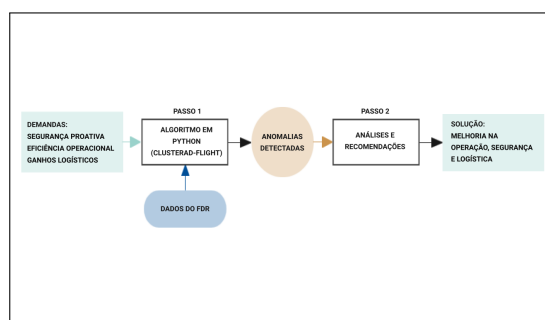 DEMANDAS:
SEGURANÇA PROATIVA
EFICIÊNCIA OPERACIONAL
GANHOS LOGÍSTICOS
PASSO 1
ALGORITMO EM
PYTHON
(CLUSTERAD-FLIGHT)
DADOS DO FDR
ANOMALIAS
DETECTADAS
PASSO 2
ANÁLISES E
RECOMENDAÇÕES
SOLUÇÃO:
MELHORIA NA
OPERAÇÃO, SEGURANÇA
E LOGÍSTICA